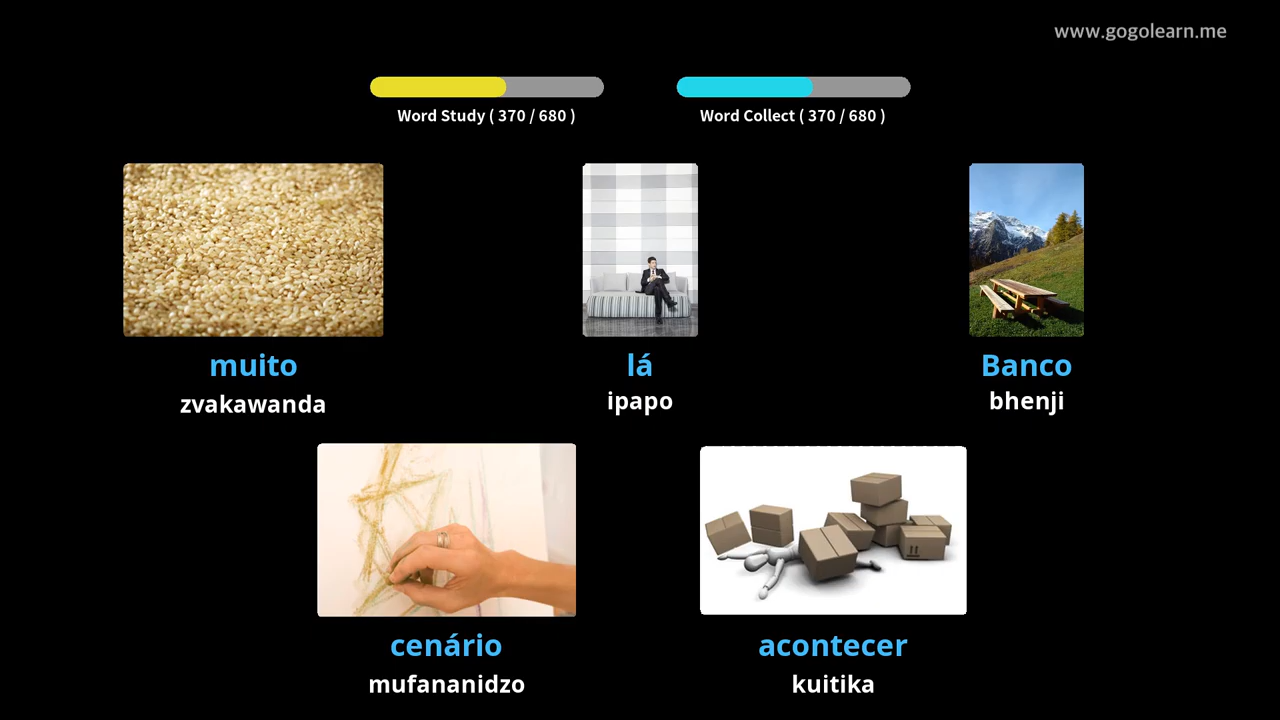 www.gogolearn.me
Word Study ( 370 / 680 )
Word Collect ( 370 / 680 )
muito
zvakawanda
lá
ipapo
Banco
bhenji
cenário
mufananidzo
acontecer
kuitika